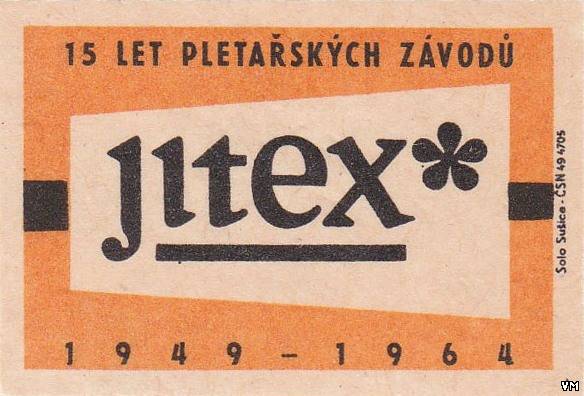 15 LET PLETAŘSKÝCH ZÁVODŮ
jitex*
1949-1964
Solo Sušice - ČSN 49 4705
VM